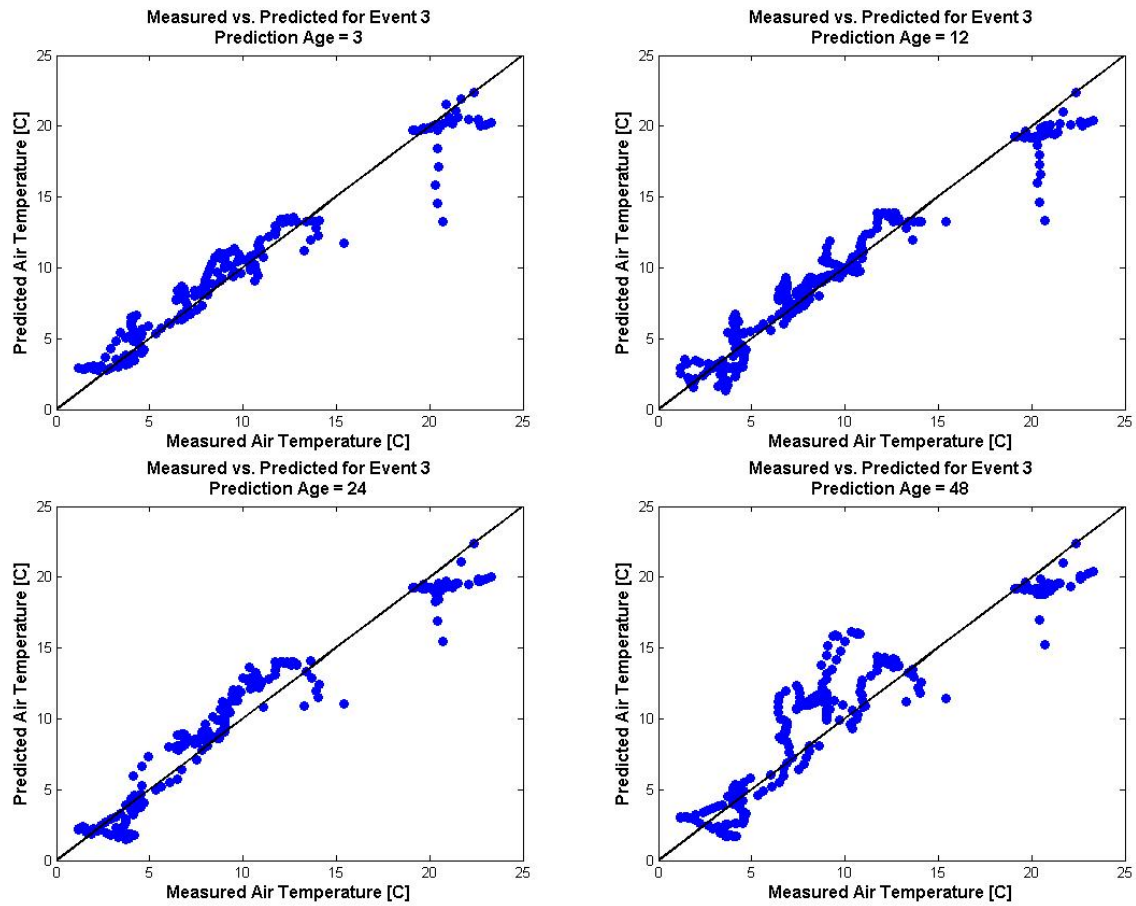 Measured vs. Predicted for Event 3
Prediction Age = 3
25
20
15
10
5
0
Predicted Air Temperature [C]
0 5 10 15 20 25
Measured Air Temperature [C]
Measured vs. Predicted for Event 3
Prediction Age = 12
25
20
15
10
5
0
Predicted Air Temperature [C]
0 5 10 15 20 25
Measured Air Temperature [C]
Measured vs. Predicted for Event 3
Prediction Age = 24
25
20
15
10
5
0
Predicted Air Temperature [C]
0 5 10 15 20 25
Measured Air Temperature [C]
Measured vs. Predicted for Event 3
Prediction Age = 48
25
20
15
10
5
0
Predicted Air Temperature [C]
0 5 10 15 20 25
Measured Air Temperature [C]